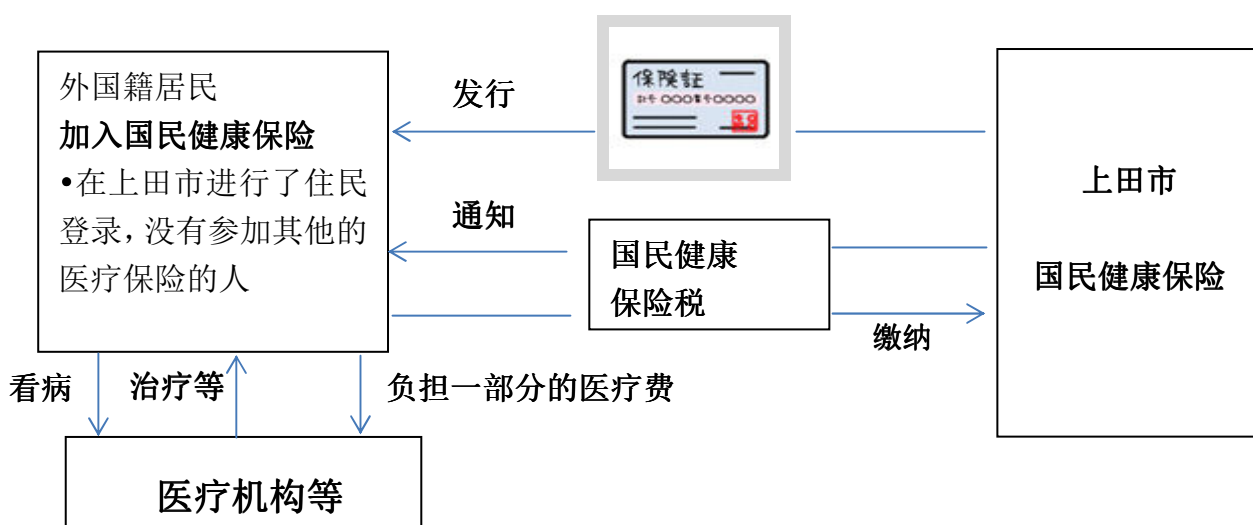 外国籍居民
加入国民健康保险
•在上田市进行了住民
登录，没有参加其他的
医疗保险的人
发行
保険証
通知
国民健康
保险税
缴纳
上田市
国民健康保险
看病
治疗等
负担一部分的医疗费
医疗机构等